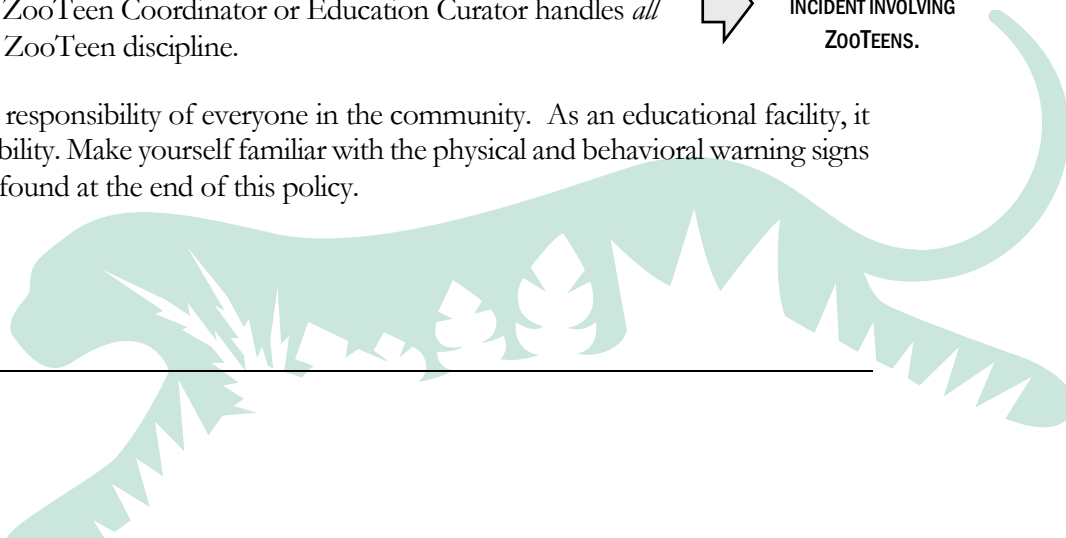 ZooTeen Coordinator or Education Curator handles all
ZooTeen discipline.
INCIDENT INVOLVING
ZOOTEENS.
responsibility of everyone in the community.  As an educational facility, it
bility. Make yourself familiar with the physical and behavioral warning signs
found at the end of this policy.